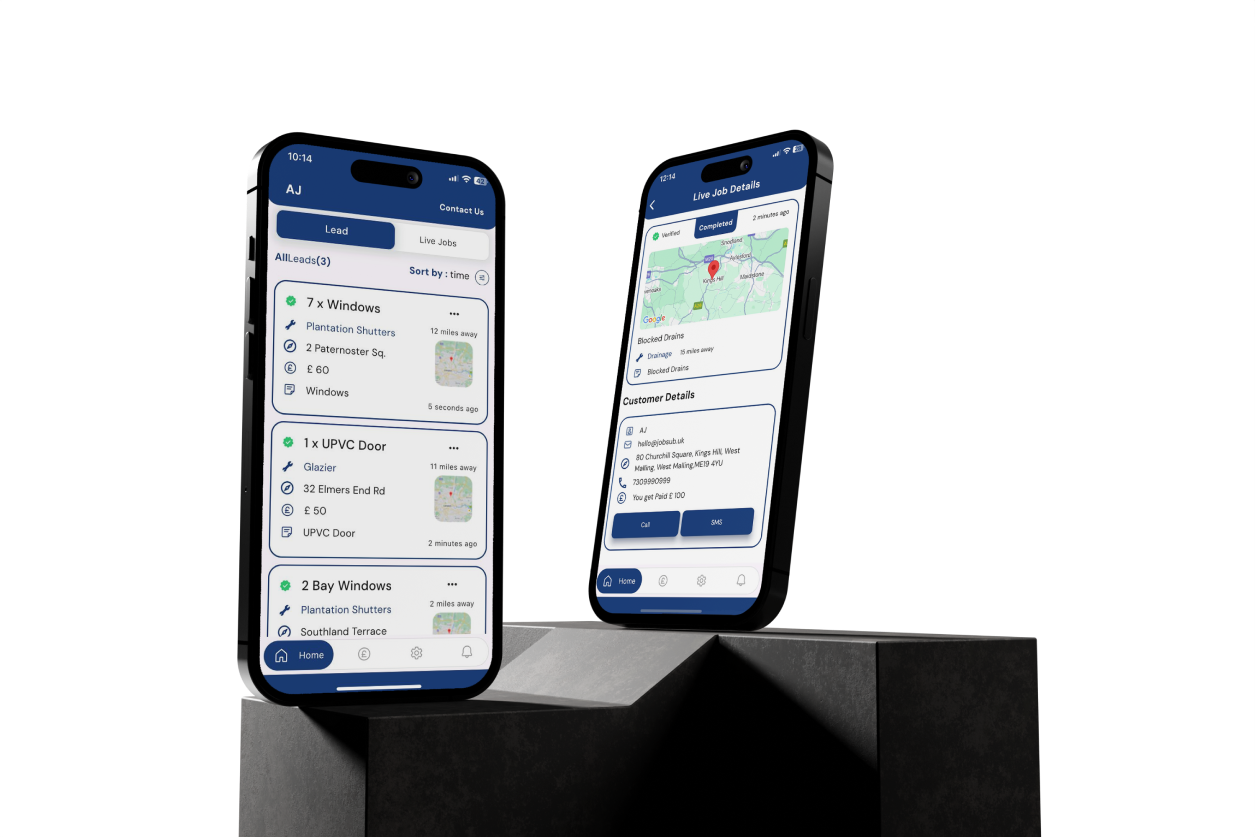 10:14
42
AJ
Contact Us
Lead
Live Jobs
AllLeads(3)
Sort by : time
7 x Windows
Plantation Shutters
12 miles away
2 Paternoster Sq.
£ 60
Windows
5 seconds ago
1 x UPVC Door
Glazier
11 miles away
32 Elmers End Rd
£ 50
UPVC Door
2 minutes ago
2 Bay Windows
Plantation Shutters
2 miles away
Southland Terrace
Home
12:14
Live Job Details
Verified
Completed
2 minutes ago
Snodland
Aylesford
Kings Hill
Maidstone
Google
Blocked Drains
Drainage
15 miles away
Blocked Drains
Customer Details
AJ
hello@jobsub.uk
80 Churchill Square, Kings Hill, West
Malling, West Malling,ME19 4YU
7309990999
You get Paid £ 100
Call
SMS
Home